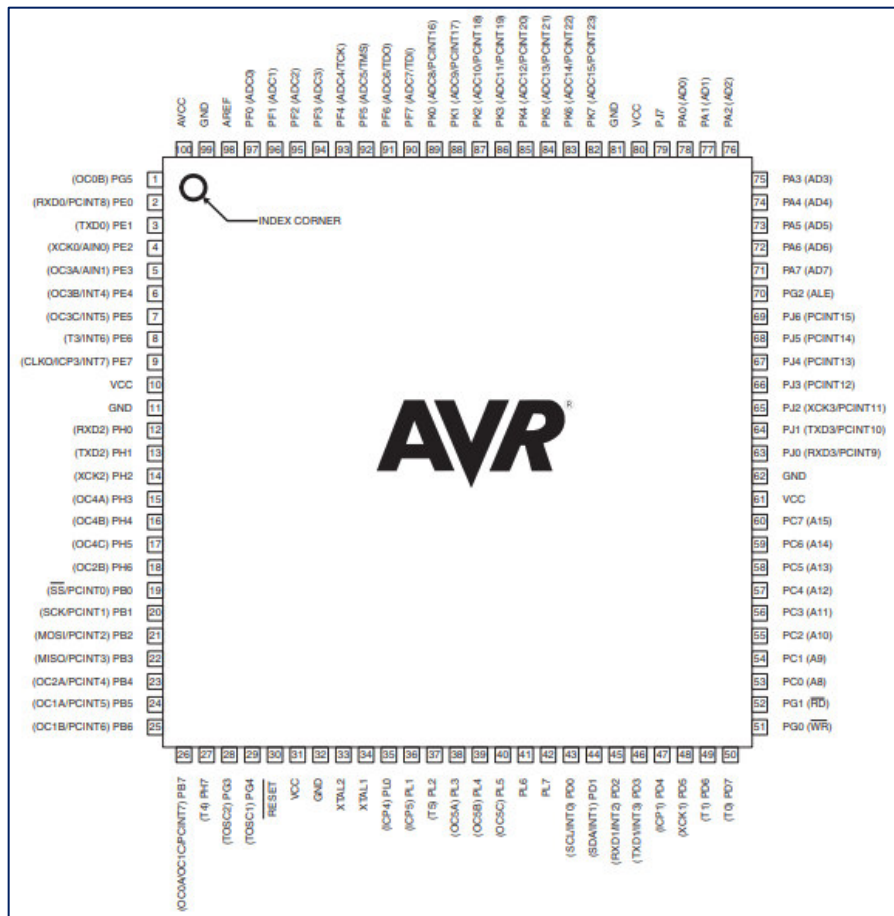 AVCC
GND
AREF
PF0 (ADC0)
PF1 (ADC1)
PF2 (ADC2)
PF3 (ADC3)
PF4 (ADC4/TCK)
PF5 (ADC5/TMS)
PF6 (ADC6/TDO)
PF7 (ADC7/TDI)
PK0 (ADC8/PCINT16)
PK1 (ADC9/PCINT17)
PK2 (ADC10/PCINT18)
PK3 (ADC11/PCINT19)
PK4 (ADC12/PCINT20)
PK5 (ADC13/PCINT21)
PK6 (ADC14/PCINT22)
PK7 (ADC15/PCINT23)
GND
VCC
PJ7
PA0 (AD0)
PA1 (AD1)
PA2 (AD2)
100 99 98 97 96 95 94 93 92 91 90 89 88 87 86 85 84 83 82 81 80 79 78 77 76
(OC0B) PG5 1
(RXD0/PCINT8) PE0 2
(TXD0) PE1 3
(XCK0/AIN0) PE2 4
(OC3A/AIN1) PE3 5
(OC3B/INT4) PE4 6
(OC3C/INT5) PE5 7
(T3/INT6) PE6 8
(CLKO/ICP3/INT7) PE7 9
VCC 10
GND 11
(RXD2) PH0 12
(TXD2) PH1 13
(XCK2) PH2 14
(OC4A) PH3 15
(OC4B) PH4 16
(OC4C) PH5 17
(OC2B) PH6 18
(SS/PCINT0) PB0 19
(SCK/PCINT1) PB1 20
(MOSI/PCINT2) PB2 21
(MISO/PCINT3) PB3 22
(OC2A/PCINT4) PB4 23
(OC1A/PCINT5) PB5 24
(OC1B/PCINT6) PB6 25
INDEX CORNER
AVR®
75 PA3 (AD3)
74 PA4 (AD4)
73 PA5 (AD5)
72 PA6 (AD6)
71 PA7 (AD7)
70 PG2 (ALE)
69 PJ6 (PCINT15)
68 PJ5 (PCINT14)
67 PJ4 (PCINT13)
66 PJ3 (PCINT12)
65 PJ2 (XCK3/PCINT11)
64 PJ1 (TXD3/PCINT10)
63 PJ0 (RXD3/PCINT9)
62 GND
61 VCC
60 PC7 (A15)
59 PC6 (A14)
58 PC5 (A13)
57 PC4 (A12)
56 PC3 (A11)
55 PC2 (A10)
54 PC1 (A9)
53 PC0 (A8)
52 PG1 (RD)
51 PG0 (WR)
26 27 28 29 30 31 32 33 34 35 36 37 38 39 40 41 42 43 44 45 46 47 48 49 50
(OC0A/OC1C/PCINT7) PB7
(T4) PH7
(TOSC2) PG3
(TOSC1) PG4
RESET
VCC
GND
XTAL2
XTAL1
(ICP4) PL0
(ICP5) PL1
(T5) PL2
(OC5A) PL3
(OC5B) PL4
(OC5C) PL5
PL6
PL7
(SCL/INT0) PD0
(SDA/INT1) PD1
(RXD1/INT2) PD2
(TXD1/INT3) PD3
(ICP1) PD4
(XCK1) PD5
(T1) PD6
(T0) PD7